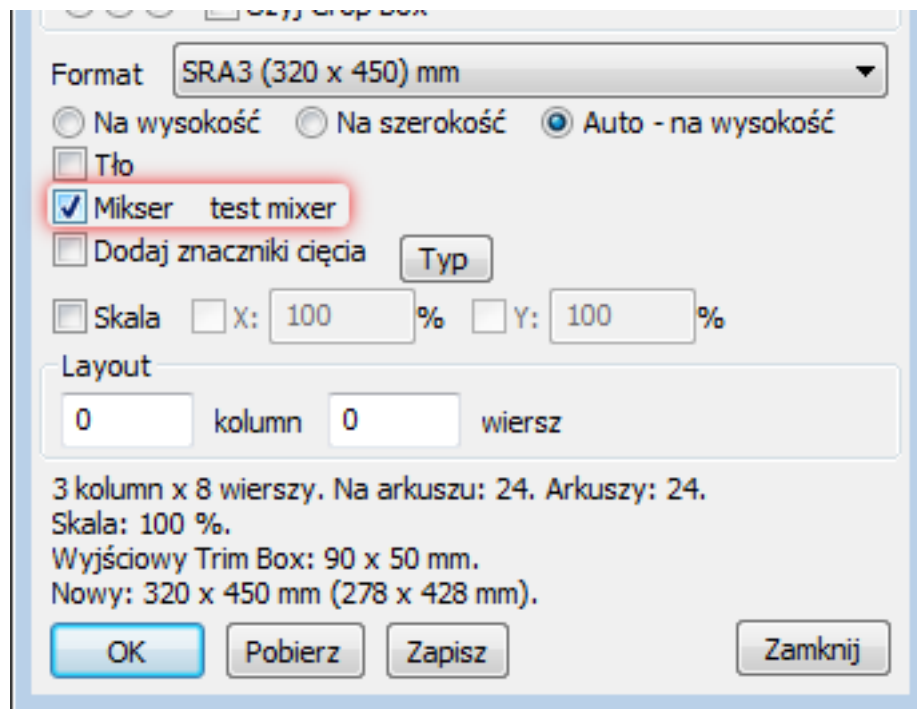 Format SRA3 (320 x 450) mm
Na wysokość Na szerokość Auto - na wysokość
Tło
Mikser test mixer
Dodaj znaczniki cięcia Typ
Skala X: 100 % Y: 100 %
Layout
0 kolumn 0 wiersz
3 kolumn x 8 wierszy. Na arkuszu: 24. Arkuszy: 24.
Skala: 100 %.
Wyjściowy Trim Box: 90 x 50 mm.
Nowy: 320 x 450 mm (278 x 428 mm).
OK Pobierz Zapisz Zamknij